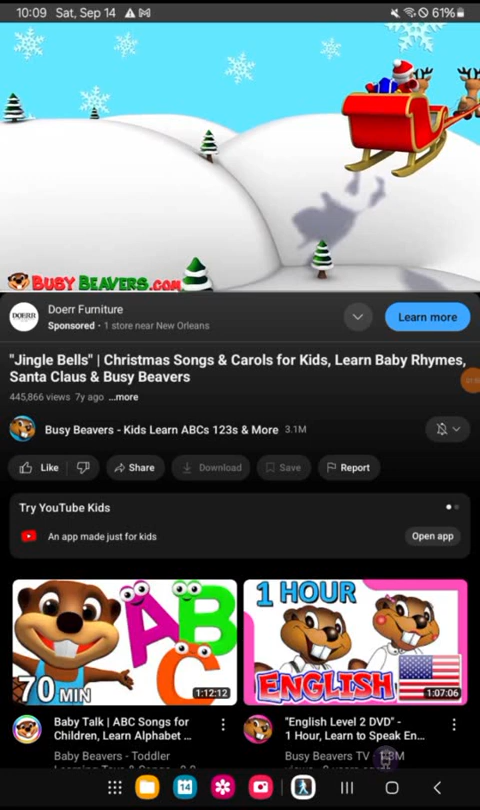 10:09 Sat, Sep 14 61%
BUSY BEAVERS.COM
DOERR
Doerr Furniture
Sponsored • 1 store near New Orleans
Learn more
"Jingle Bells" | Christmas Songs & Carols for Kids, Learn Baby Rhymes,
Santa Claus & Busy Beavers
445,866 views 7y ago ...more
Busy Beavers - Kids Learn ABCs 123s & More 3.1M
Like Share Download Save Report
Try YouTube Kids
An app made just for kids
Open app
ABC
70 MIN
1:12:12
1 HOUR
ENGLISH
1:07:06
Baby Talk | ABC Songs for
Children, Learn Alphabet ...
Baby Beavers - Toddler
"English Level 2 DVD" -
1 Hour, Learn to Speak En...
Busy Beavers TV
14